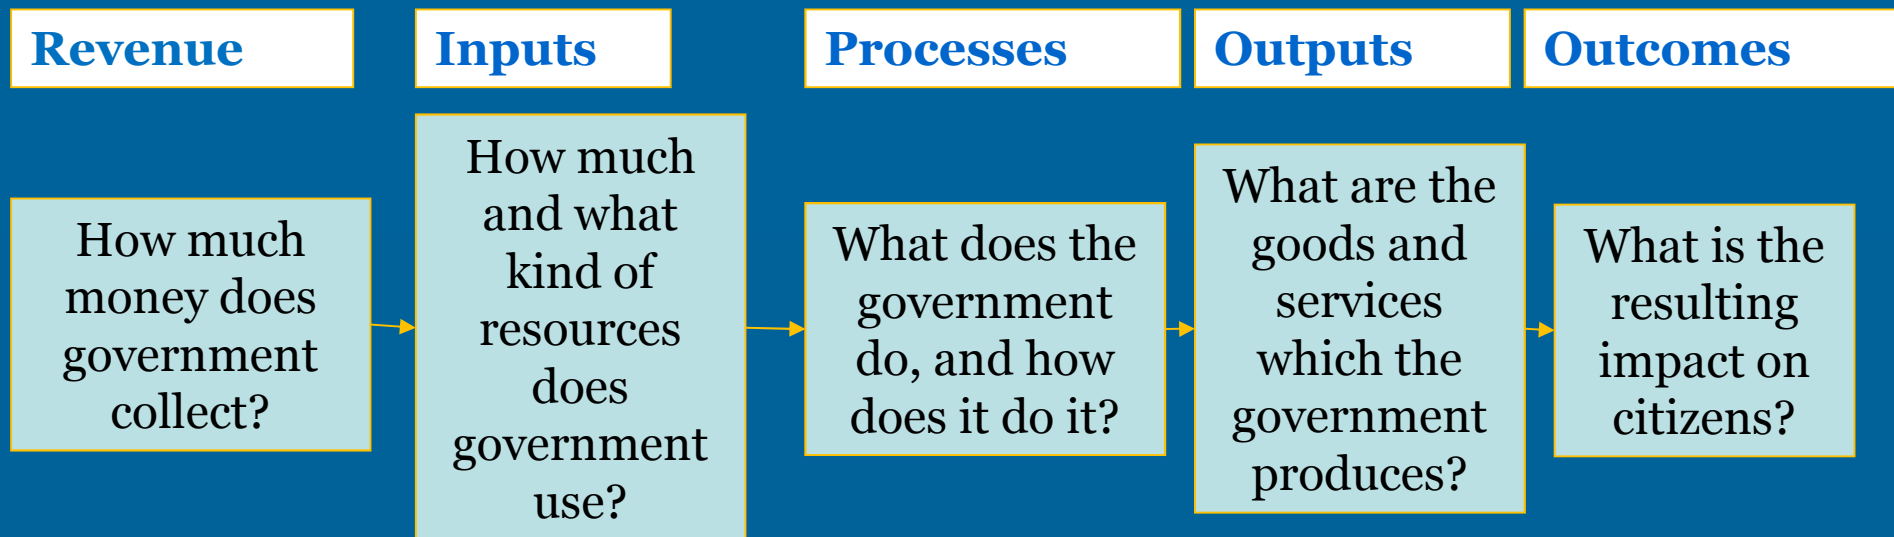 Revenue
Inputs
Processes
Outputs
Outcomes
How much
money does
government
collect?
How much
and what
kind of
resources
does
government
use?
What does the
government
do, and how
does it do it?
What are the
goods and
services
which the
government
produces?
What is the
resulting
impact on
citizens?